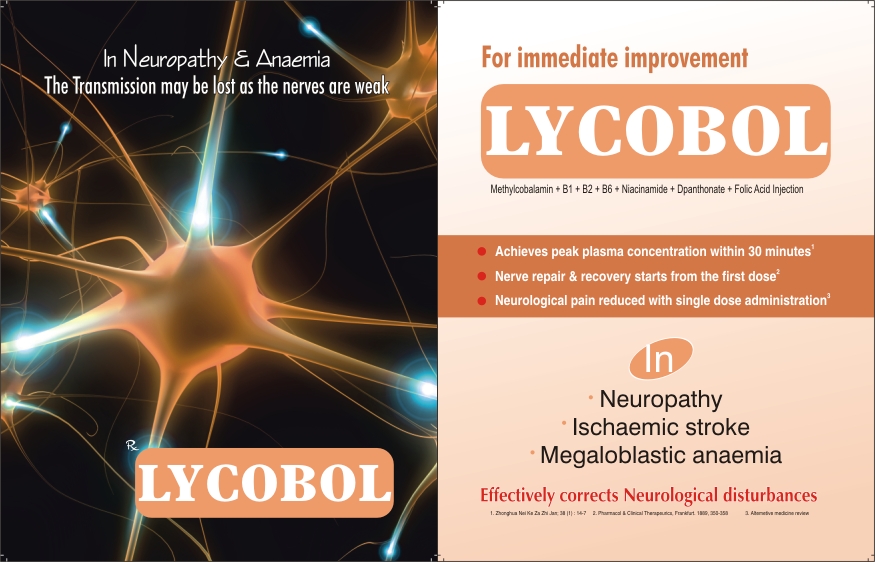 In Neuropathy & Anaemia
The Transmission may be lost as the nerves are weak
Rx
LYCOBOL
For immediate improvement
LYCOBOL
Methylcobalamin + B1 + B2 + B6 + Niacinamide + Dpanthonate + Folic Acid Injection
• Achieves peak plasma concentration within 30 minutes¹
• Nerve repair & recovery starts from the first dose²
• Neurological pain reduced with single dose administration³
In
• Neuropathy
• Ischaemic stroke
• Megaloblastic anaemia
Effectively corrects Neurological disturbances
1. Zhonghua Nei Ke Za Zhi Jan; 38 (1) : 14-7 2. Pharmacol & Clinical Therapeutics, Frankfurt. 1989, 350-359 3. Alternetive medicine review